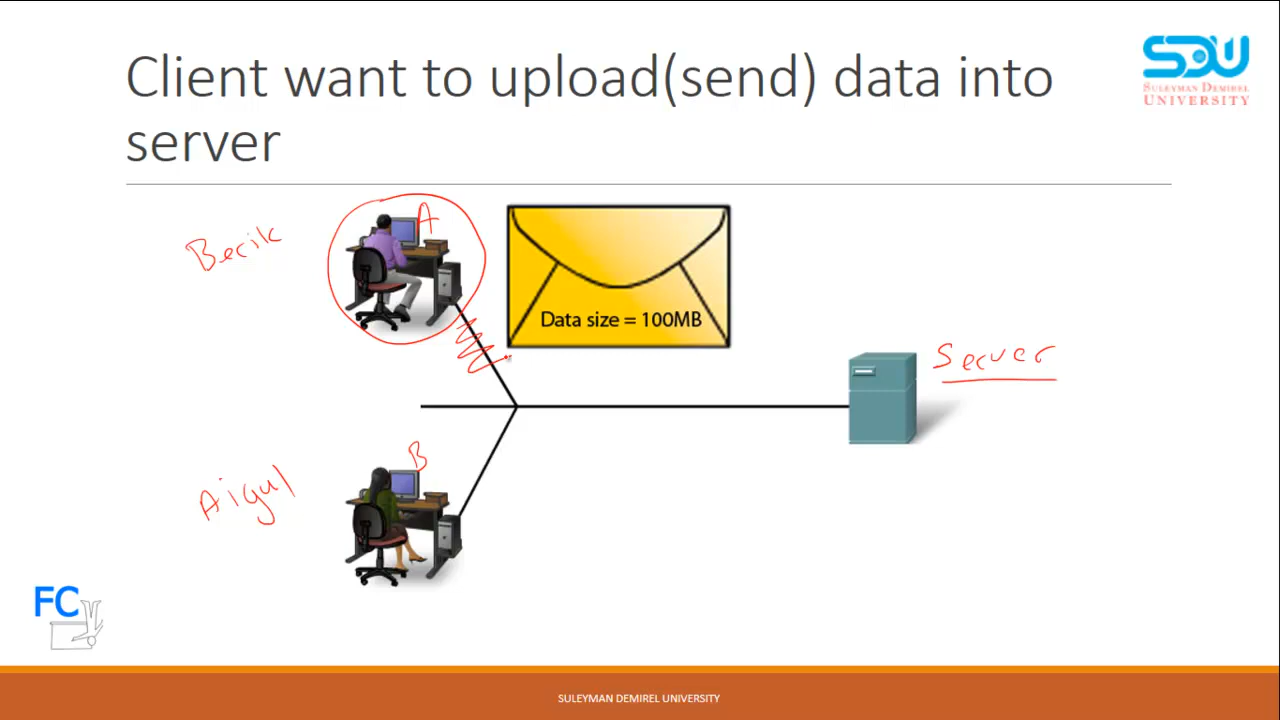 Client want to upload(send) data into
server
SDU
SULEYMAN DEMIREL
UNIVERSITY
A
Berik
Data size = 100MB
Server
B
Aigul
FC
SULEYMAN DEMIREL UNIVERSITY